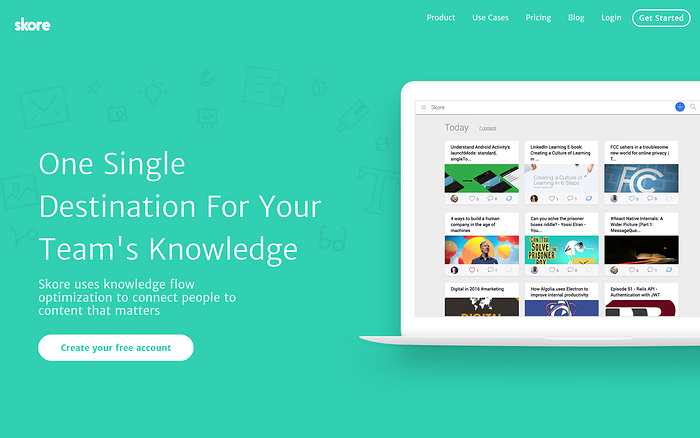 skore
Product Use Cases Pricing Blog Login Get Started
One Single
Destination For Your
Team's Knowledge
Skore uses knowledge flow
optimization to connect people to
content that matters
Create your free account
Skore
Today 7 content
Understand Android Activity's
launchMode: standard,
singleTo...
LinkedIn Learning E-book:
Creating a Culture of Learning
in ...
FCC ushers in a troublesome
new world for online privacy |
T...
Creating a Culture of
Learning in 6 Steps
FCC
4 ways to build a human
company in the age of
machines
Can you solve the prisoner
boxes riddle? - Yossi Elran -
You...
#React Native Internals: A
Wider Picture [Part 1:
MessageQue...
CAN YOU
SOLVE THE
PRISONER
BOX
Digital in 2016 #marketing
How Algolia uses Electron to
improve internal productivity
Episode 51 - Rails API -
Authentication with JWT
DIGITAL